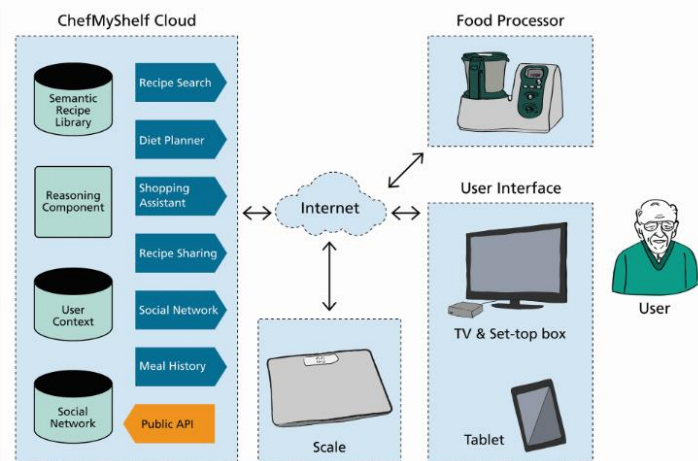 ChefMyShelf Cloud
Semantic
Recipe
Library
Reasoning
Component
User
Context
Social
Network
Recipe Search
Diet Planner
Shopping
Assistant
Recipe Sharing
Social Network
Meal History
Public API
Internet
Food Processor
User Interface
TV & Set-top box
Tablet
User
Scale